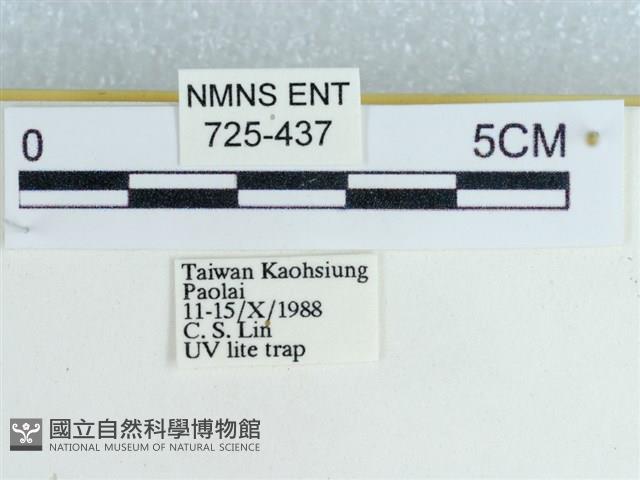 NMNS ENT
725-437
0 5CM
Taiwan Kaohsiung
Paolai
11-15/X/1988
C. S. Lin
UV lite trap
國立自然科學博物館
NATIONAL MUSEUM OF NATURAL SCIENCE